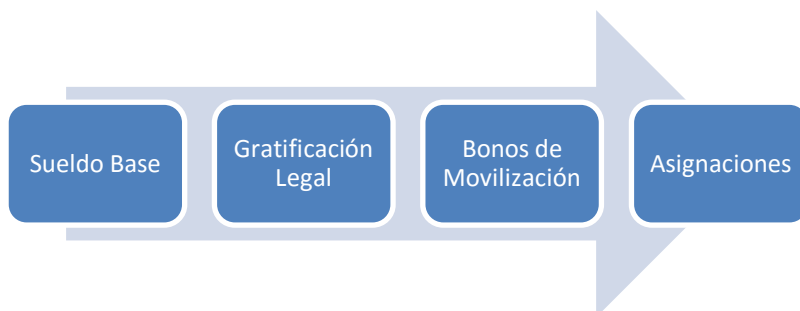 Sueldo Base
Gratificación
Legal
Bonos de
Movilización
Asignaciones